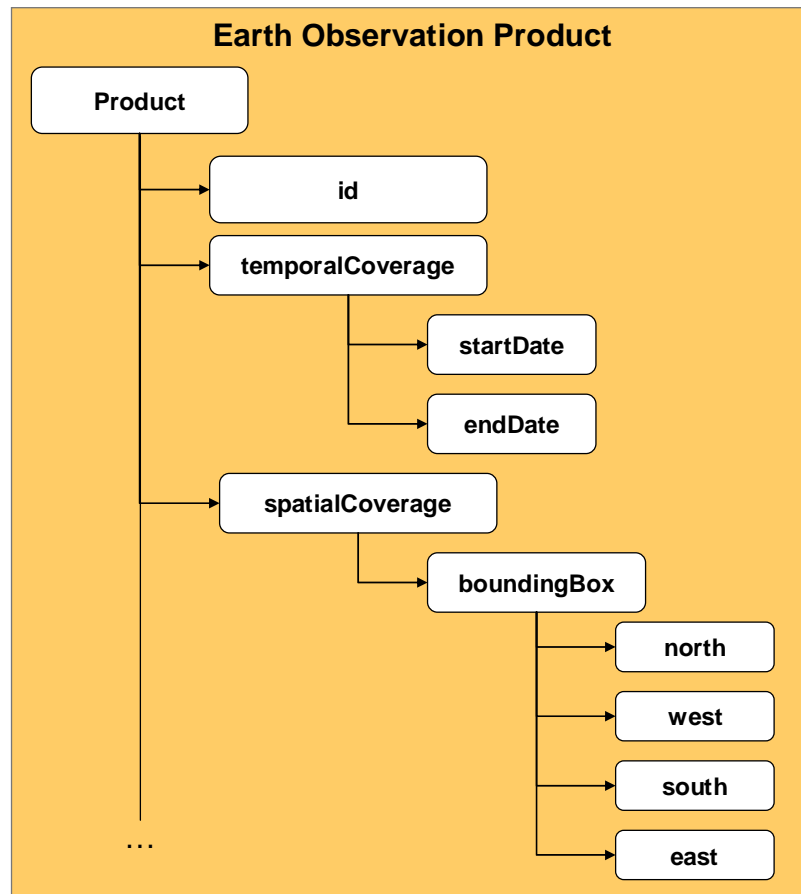 Earth Observation Product
Product
id
temporalCoverage
startDate
endDate
spatialCoverage
boundingBox
north
west
south
east
...